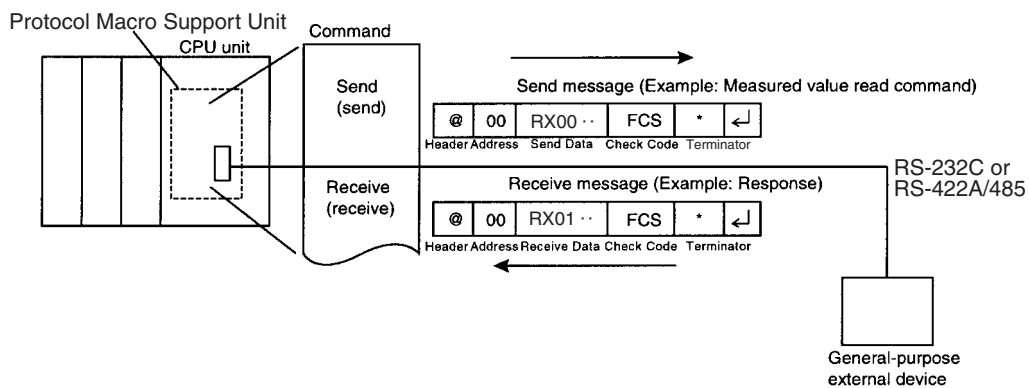 Protocol Macro Support Unit
CPU unit
Command
Send
(send)
Send message (Example: Measured value read command)
@ 00 RX00 ·· FCS * ↵
Header Address Send Data Check Code Terminator
RS-232C or
RS-422A/485
Receive
(receive)
Receive message (Example: Response)
@ 00 RX01 ·· FCS * ↵
Header Address Receive Data Check Code Terminator
General-purpose
external device